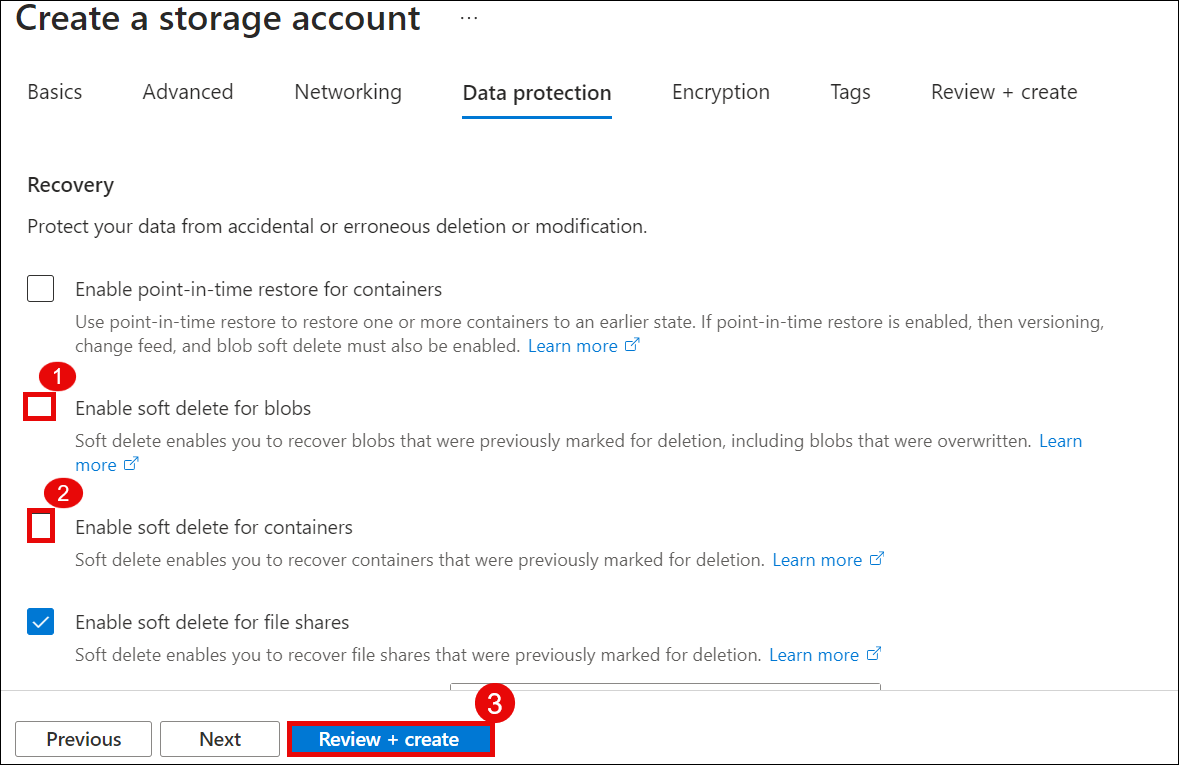 Create a storage account ...
Basics Advanced Networking Data protection Encryption Tags Review + create
Recovery
Protect your data from accidental or erroneous deletion or modification.
Enable point-in-time restore for containers
Use point-in-time restore to restore one or more containers to an earlier state. If point-in-time restore is enabled, then versioning,
change feed, and blob soft delete must also be enabled. Learn more
1
Enable soft delete for blobs
Soft delete enables you to recover blobs that were previously marked for deletion, including blobs that were overwritten. Learn
more
2
Enable soft delete for containers
Soft delete enables you to recover containers that were previously marked for deletion. Learn more
Enable soft delete for file shares
Soft delete enables you to recover file shares that were previously marked for deletion. Learn more
3
Previous Next Review + create